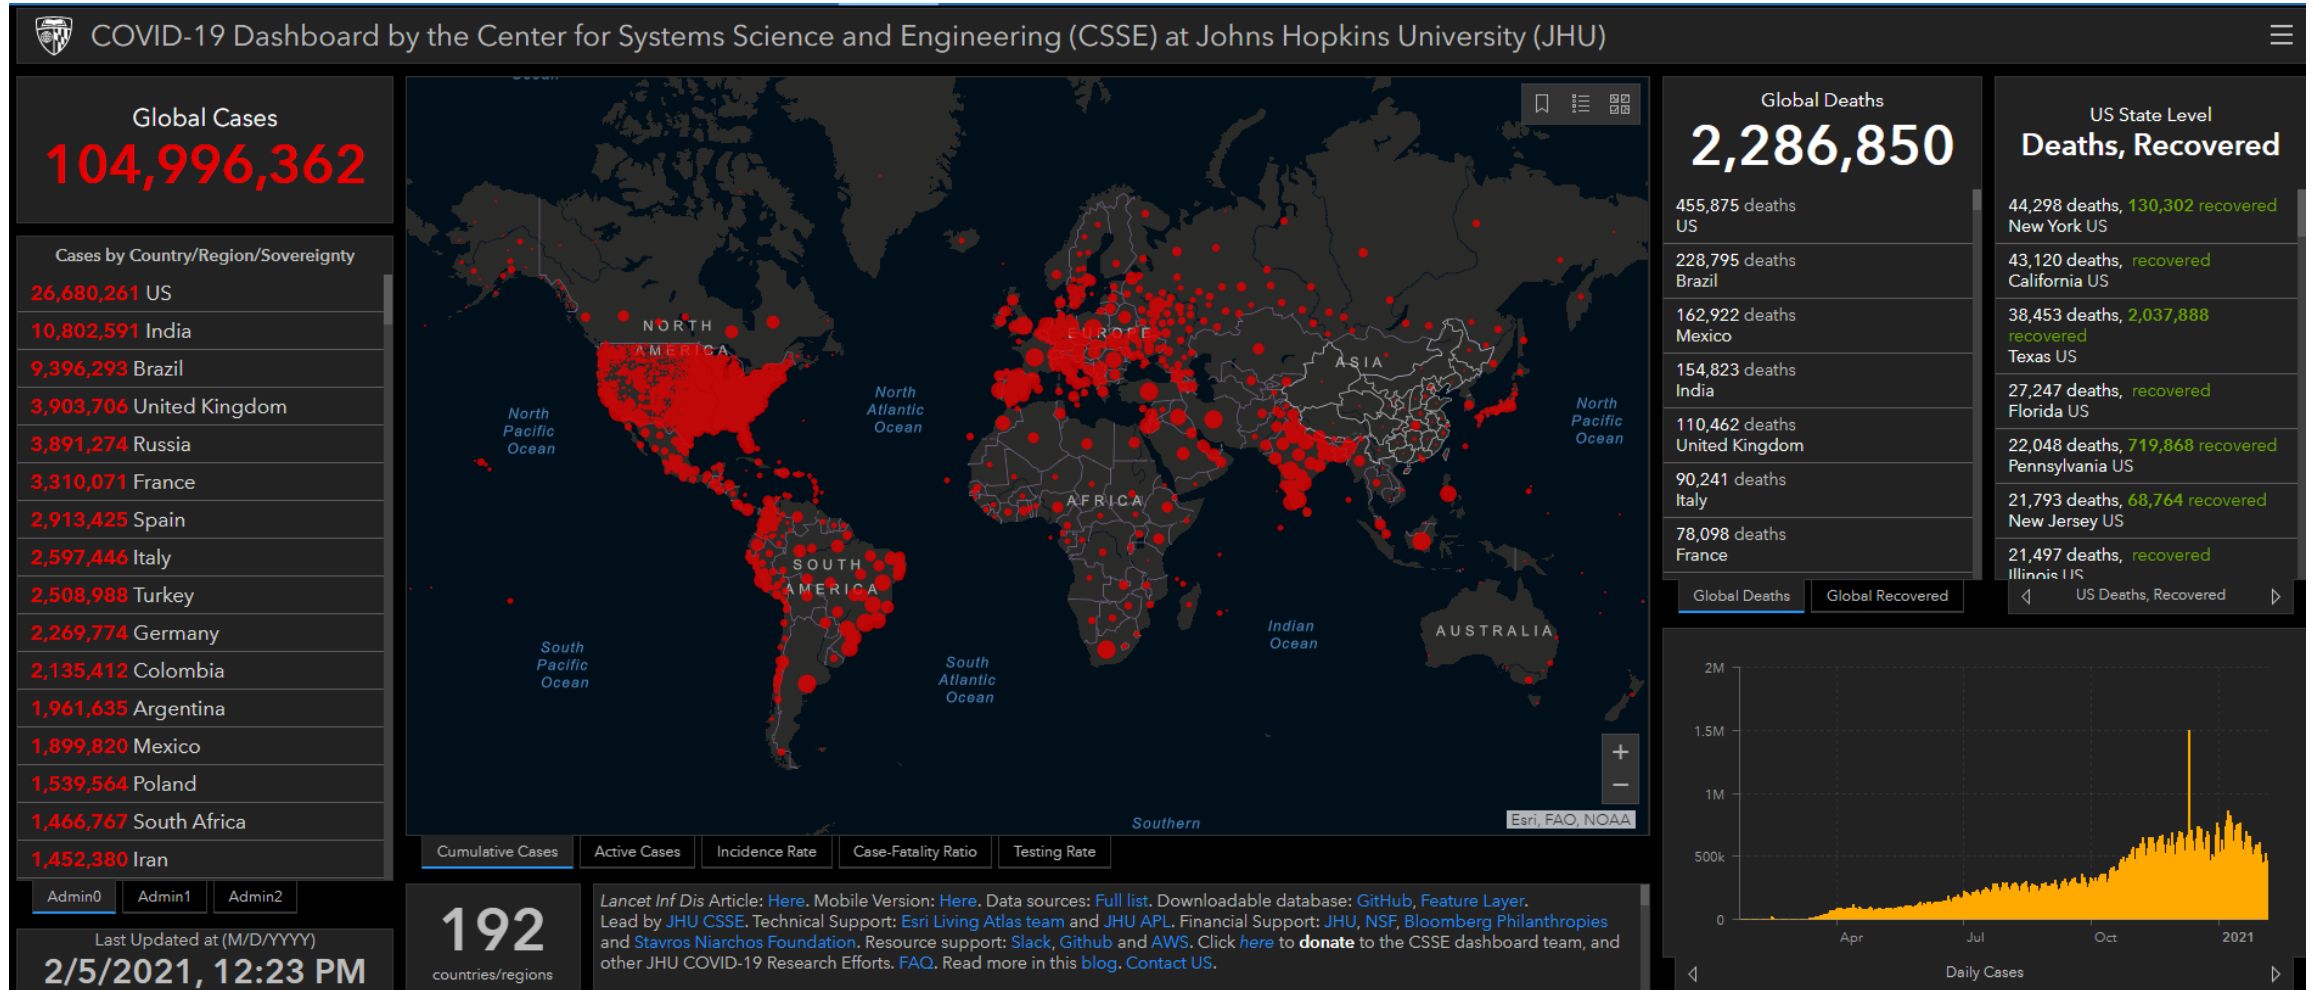 COVID-19 Dashboard by the Center for Systems Science and Engineering (CSSE) at Johns Hopkins University (JHU)
Global Cases
104,996,362
Cases by Country/Region/Sovereignty
26,680,261 US
10,802,591 India
9,396,293 Brazil
3,903,706 United Kingdom
3,891,274 Russia
3,310,071 France
2,913,425 Spain
2,597,446 Italy
2,508,988 Turkey
2,269,774 Germany
2,135,412 Colombia
1,961,635 Argentina
1,899,820 Mexico
1,539,564 Poland
1,466,767 South Africa
1,452,380 Iran
Admin0
Admin1
Admin2
Last Updated at (M/D/YYYY)
2/5/2021, 12:23 PM
Ocean
NORTH
AMERICA
EUROPE
ASIA
North
Pacific
Ocean
North
Atlantic
Ocean
North
Pacific
Ocean
AFRICA
SOUTH
AMERICA
Indian
Ocean
AUSTRALIA
South
Pacific
Ocean
South
Atlantic
Ocean
Southern
+
−
Esri, FAO, NOAA
Cumulative Cases
Active Cases
Incidence Rate
Case-Fatality Ratio
Testing Rate
192
countries/regions
Lancet Inf Dis Article: Here. Mobile Version: Here. Data sources: Full list. Downloadable database: GitHub, Feature Layer.
Lead by JHU CSSE. Technical Support: Esri Living Atlas team and JHU APL. Financial Support: JHU, NSF, Bloomberg Philanthropies
and Stavros Niarchos Foundation. Resource support: Slack, Github and AWS. Click here to donate to the CSSE dashboard team, and
other JHU COVID-19 Research Efforts. FAQ. Read more in this blog. Contact US.
Global Deaths
2,286,850
455,875 deaths
US
228,795 deaths
Brazil
162,922 deaths
Mexico
154,823 deaths
India
110,462 deaths
United Kingdom
90,241 deaths
Italy
78,098 deaths
France
Global Deaths
Global Recovered
US State Level
Deaths, Recovered
44,298 deaths, 130,302 recovered
New York US
43,120 deaths, recovered
California US
38,453 deaths, 2,037,888
recovered
Texas US
27,247 deaths, recovered
Florida US
22,048 deaths, 719,868 recovered
Pennsylvania US
21,793 deaths, 68,764 recovered
New Jersey US
21,497 deaths, recovered
Illinois US
US Deaths, Recovered
2M
1.5M
1M
500k
0
Apr
Jul
Oct
2021
Daily Cases